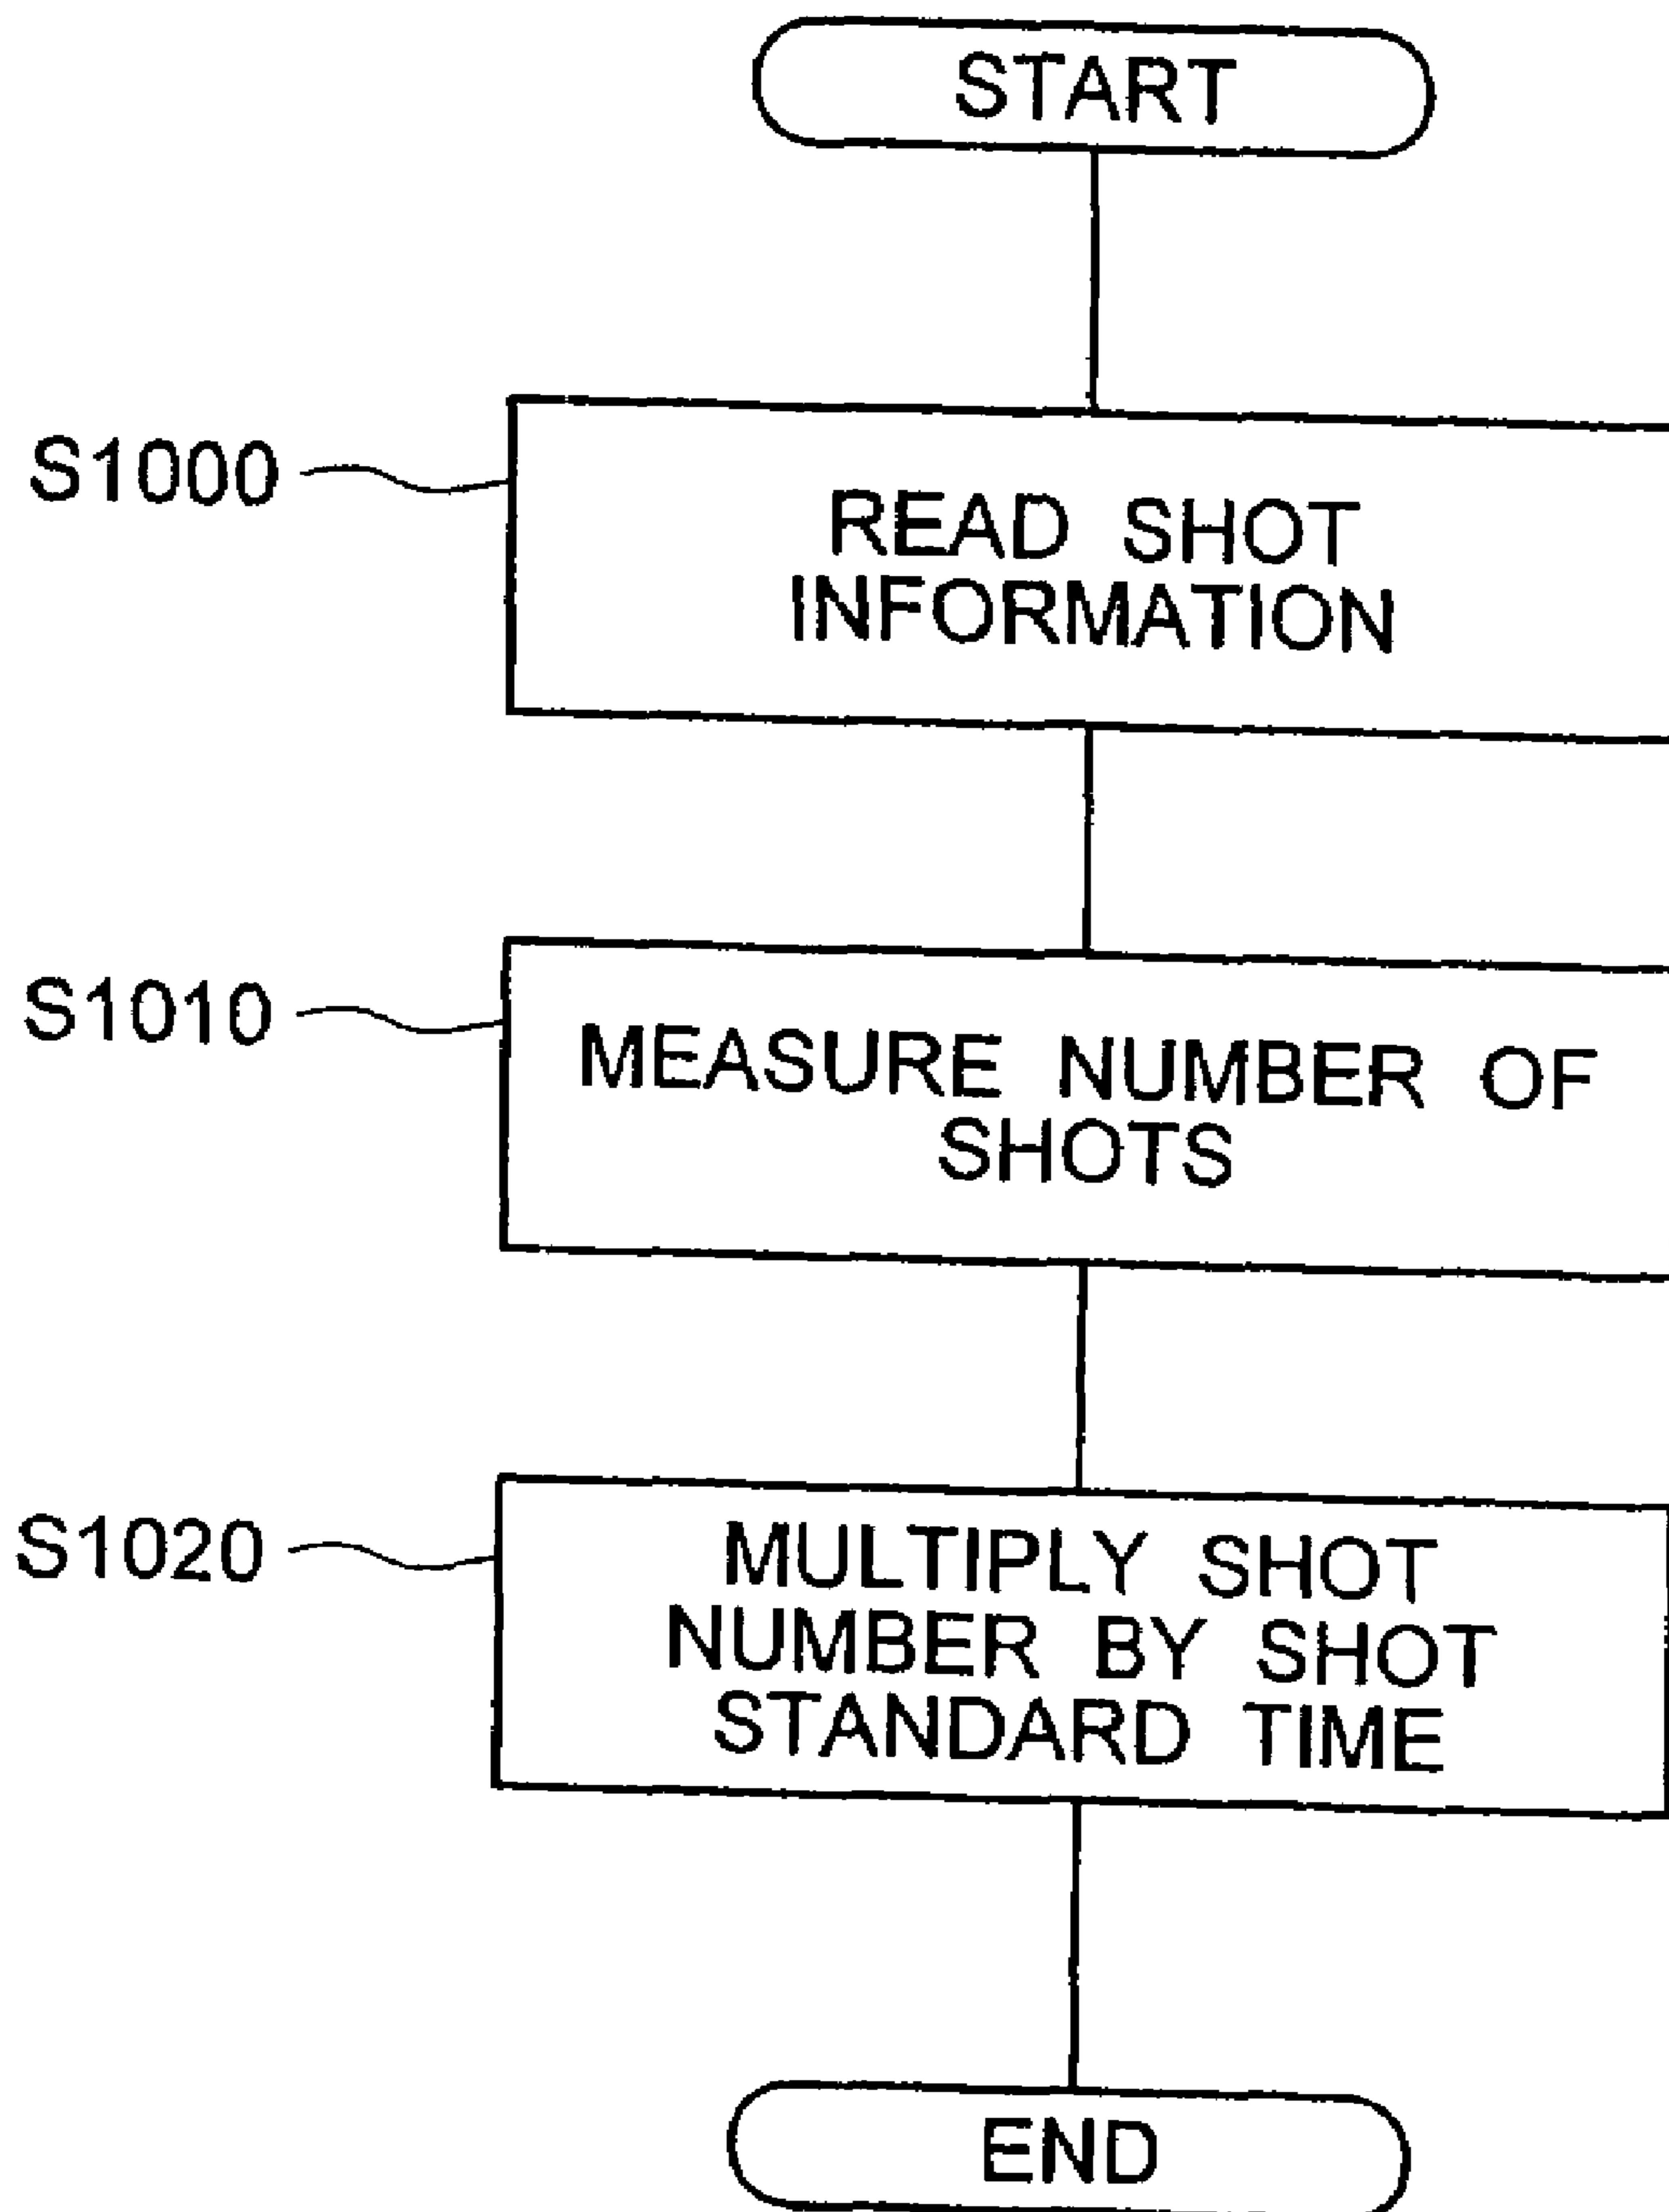 START
S1000
READ SHOT
INFORMATION
S1010
MEASURE NUMBER OF
SHOTS
S1020
MULTIPLY SHOT
NUMBER BY SHOT
STANDARD TIME
END